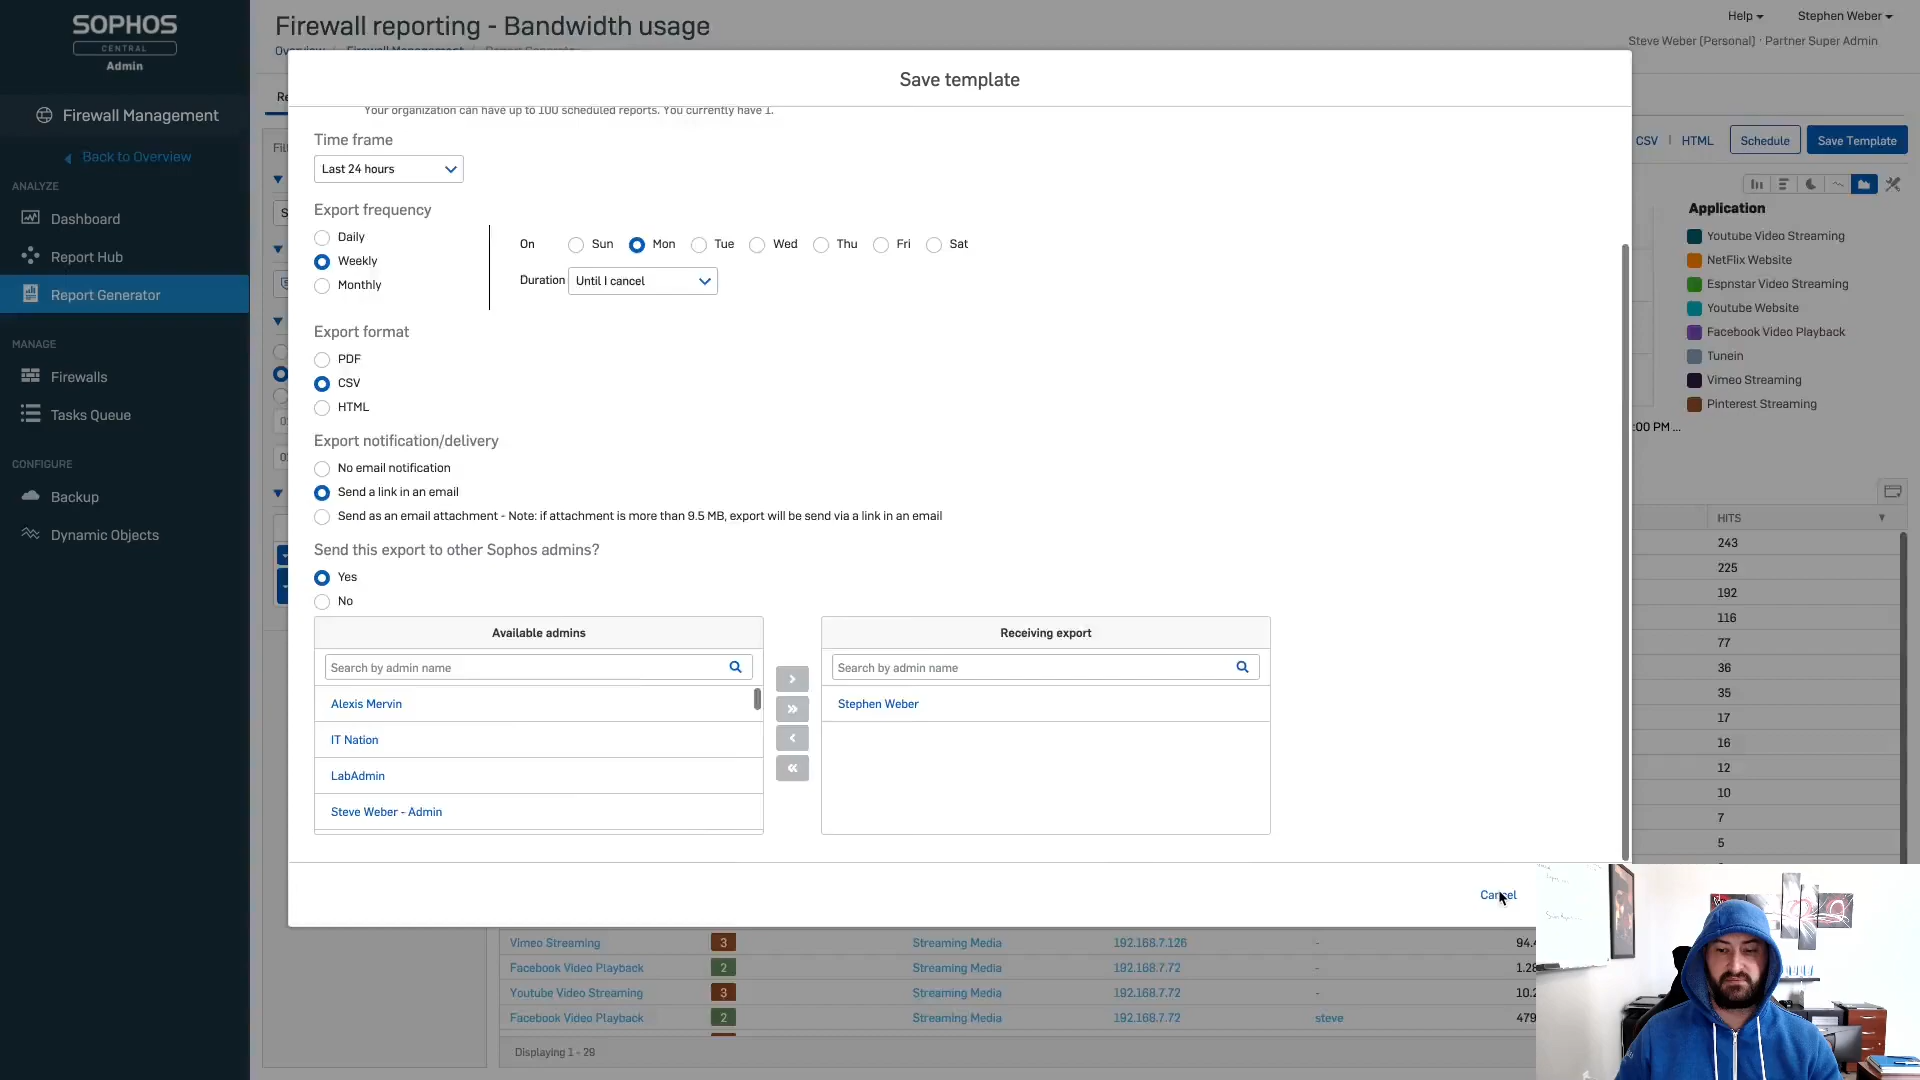 SOPHOS
CENTRAL
Admin
Firewall Management
Back to Overview
ANALYZE
Dashboard
Report Hub
Report Generator
MANAGE
Firewalls
Tasks Queue
CONFIGURE
Backup
Dynamic Objects
Firewall reporting - Bandwidth usage
Help
Stephen Weber
Steve Weber (Personal) · Partner Super Admin
Save template
Your organization can have up to 100 scheduled reports. You currently have 1.
Time frame
Last 24 hours
Export frequency
Daily
Weekly
Monthly
On Sun Mon Tue Wed Thu Fri Sat
Duration Until I cancel
Export format
PDF
CSV
HTML
Export notification/delivery
No email notification
Send a link in an email
Send as an email attachment - Note: if attachment is more than 9.5 MB, export will be send via a link in an email
Send this export to other Sophos admins?
Yes
No
Available admins
Search by admin name
Alexis Mervin
IT Nation
LabAdmin
Steve Weber - Admin
Receiving export
Search by admin name
Stephen Weber
Cancel
CSV | HTML Schedule Save Template
Application
Youtube Video Streaming
NetFlix Website
Espnstar Video Streaming
Youtube Website
Facebook Video Playback
Tunein
Vimeo Streaming
Pinterest Streaming
:00 PM ...
HITS
243
225
192
116
77
36
35
17
16
12
10
7
5
Vimeo Streaming 3 Streaming Media 192.168.7.126 - 94.4
Facebook Video Playback 2 Streaming Media 192.168.7.72 - 1.28
Youtube Video Streaming 3 Streaming Media 192.168.7.72 - 10.2
Facebook Video Playback 2 Streaming Media 192.168.7.72 steve 479
Displaying 1 - 29